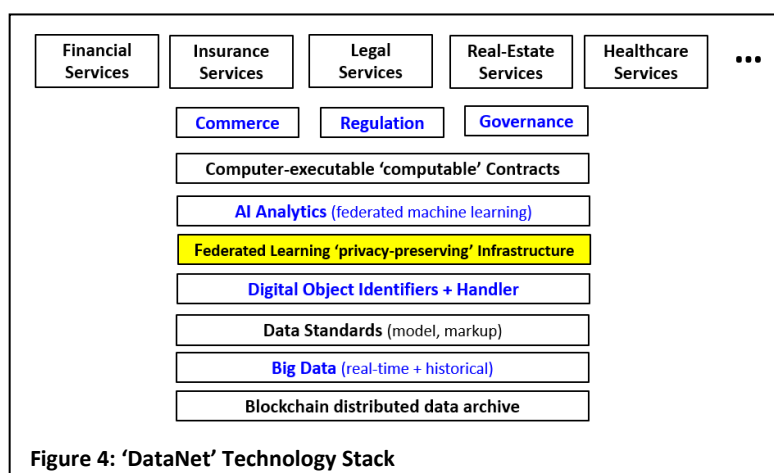 Financial
Services
Insurance
Services
Legal
Services
Real-Estate
Services
Healthcare
Services
...
Commerce
Regulation
Governance
Computer-executable ‘computable’ Contracts
AI Analytics (federated machine learning)
Federated Learning ‘privacy-preserving’ Infrastructure
Digital Object Identifiers + Handler
Data Standards (model, markup)
Big Data (real-time + historical)
Blockchain distributed data archive
Figure 4: ‘DataNet’ Technology Stack